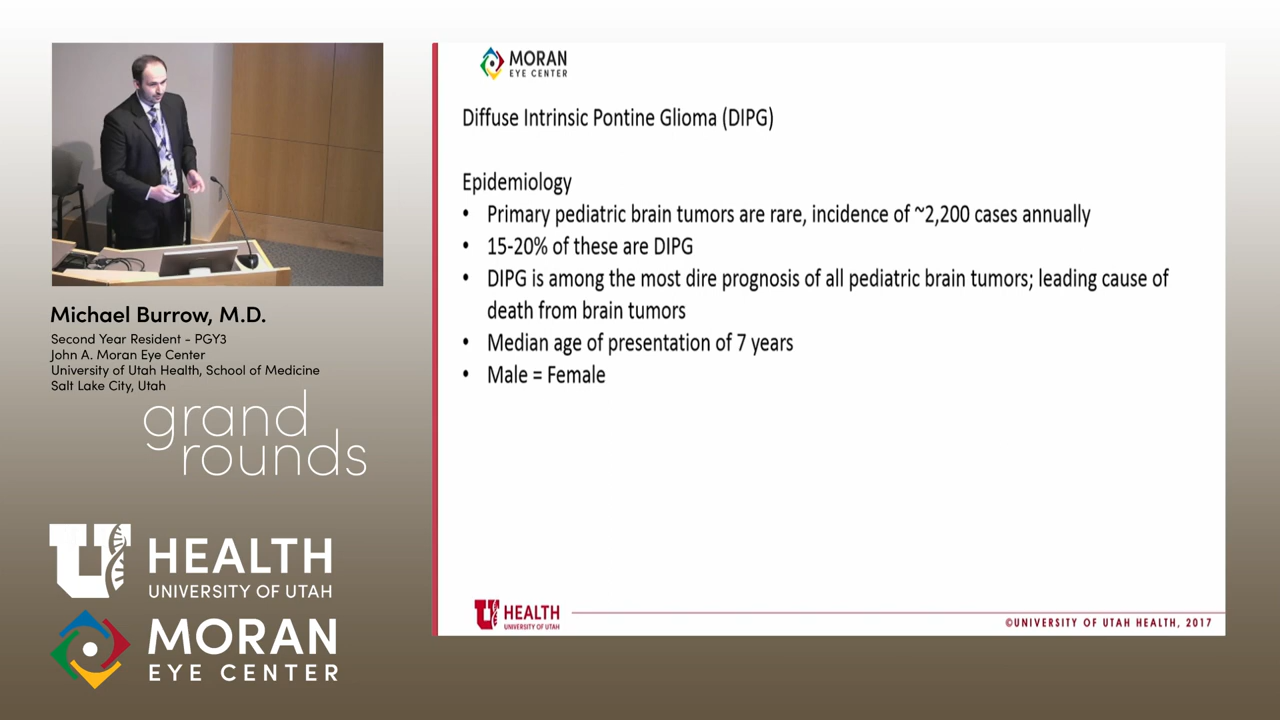 Michael Burrow, M.D.
Second Year Resident - PGY3
John A. Moran Eye Center
University of Utah Health, School of Medicine
Salt Lake City, Utah
grand
rounds
U HEALTH
UNIVERSITY OF UTAH
MORAN
EYE CENTER
MORAN
EYE CENTER
Diffuse Intrinsic Pontine Glioma (DIPG)
Epidemiology
• Primary pediatric brain tumors are rare, incidence of ~2,200 cases annually
• 15-20% of these are DIPG
• DIPG is among the most dire prognosis of all pediatric brain tumors; leading cause of
death from brain tumors
• Median age of presentation of 7 years
• Male = Female
U HEALTH
UNIVERSITY OF UTAH
©UNIVERSITY OF UTAH HEALTH, 2017